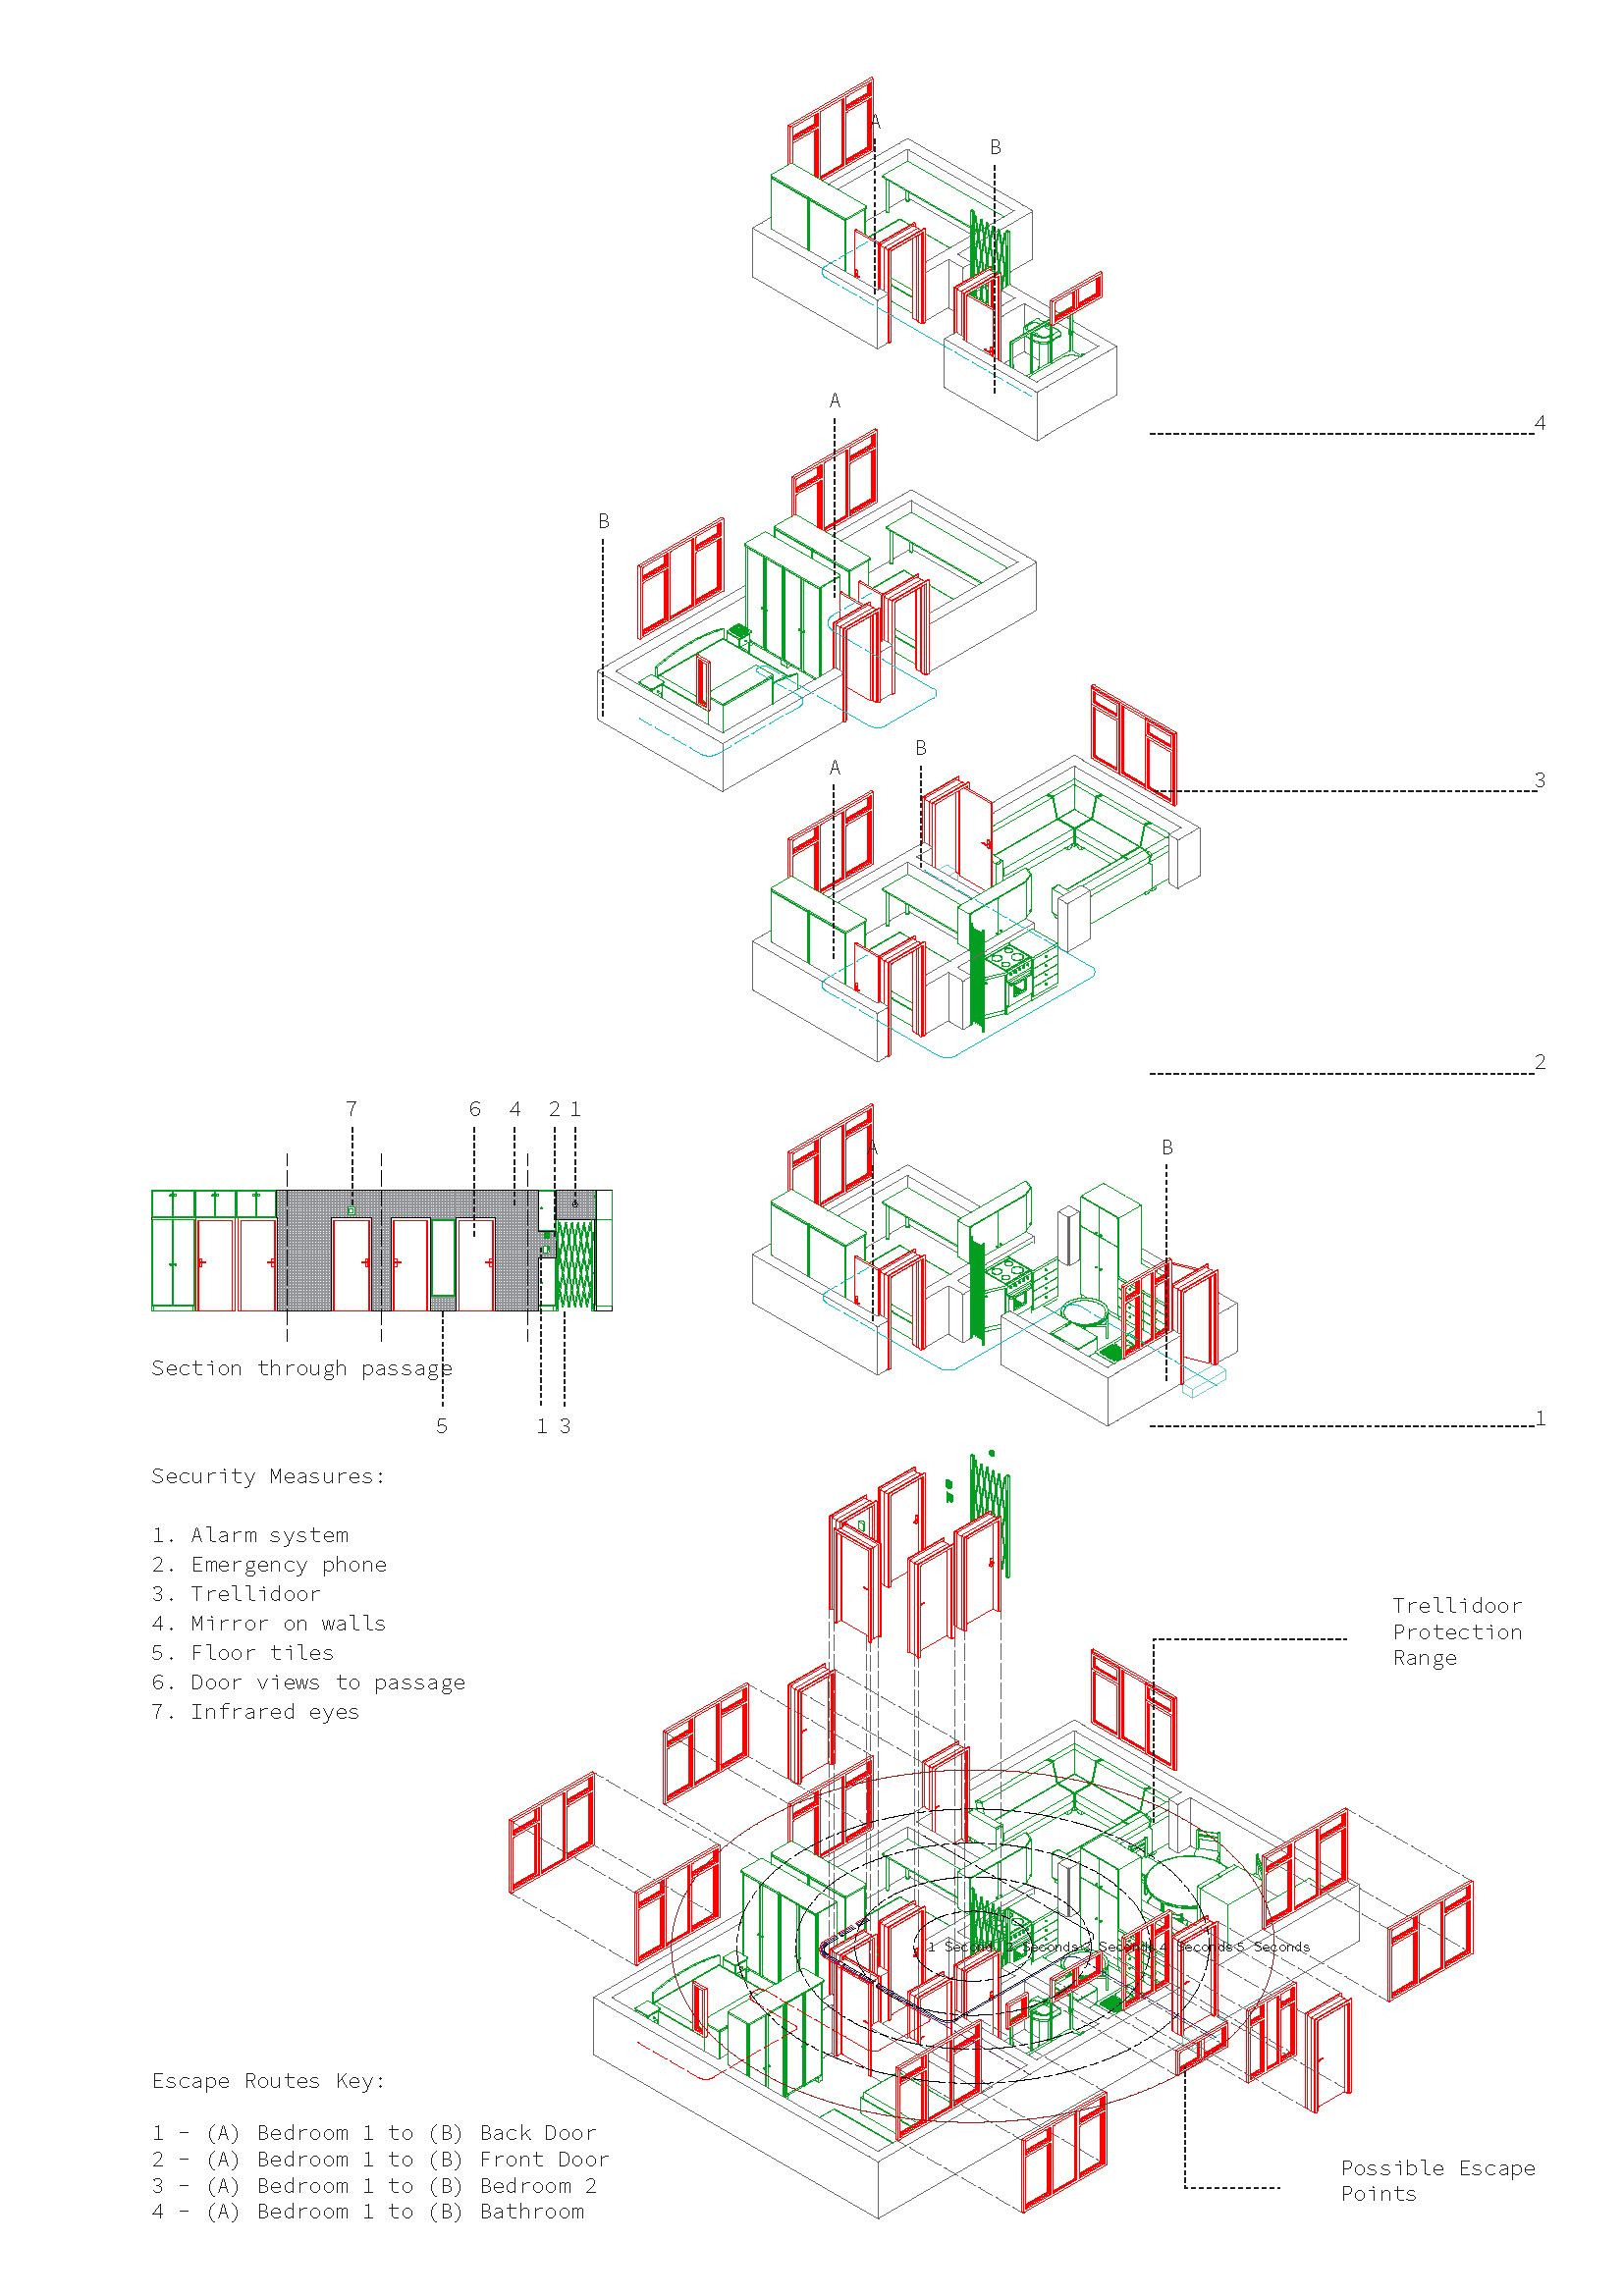 A
B
4
A
B
3
A
B
2
7 6 4 2 1
A
B
Section through passage
5 1 3
1
Security Measures:
1. Alarm system
2. Emergency phone
3. Trellidoor
4. Mirror on walls
5. Floor tiles
6. Door views to passage
7. Infrared eyes
Trellidoor
Protection
Range
1 Second 2 Seconds 3 Seconds 4 Seconds 5 Seconds
Escape Routes Key:
1 - (A) Bedroom 1 to (B) Back Door
2 - (A) Bedroom 1 to (B) Front Door
3 - (A) Bedroom 1 to (B) Bedroom 2
4 - (A) Bedroom 1 to (B) Bathroom
Possible Escape
Points